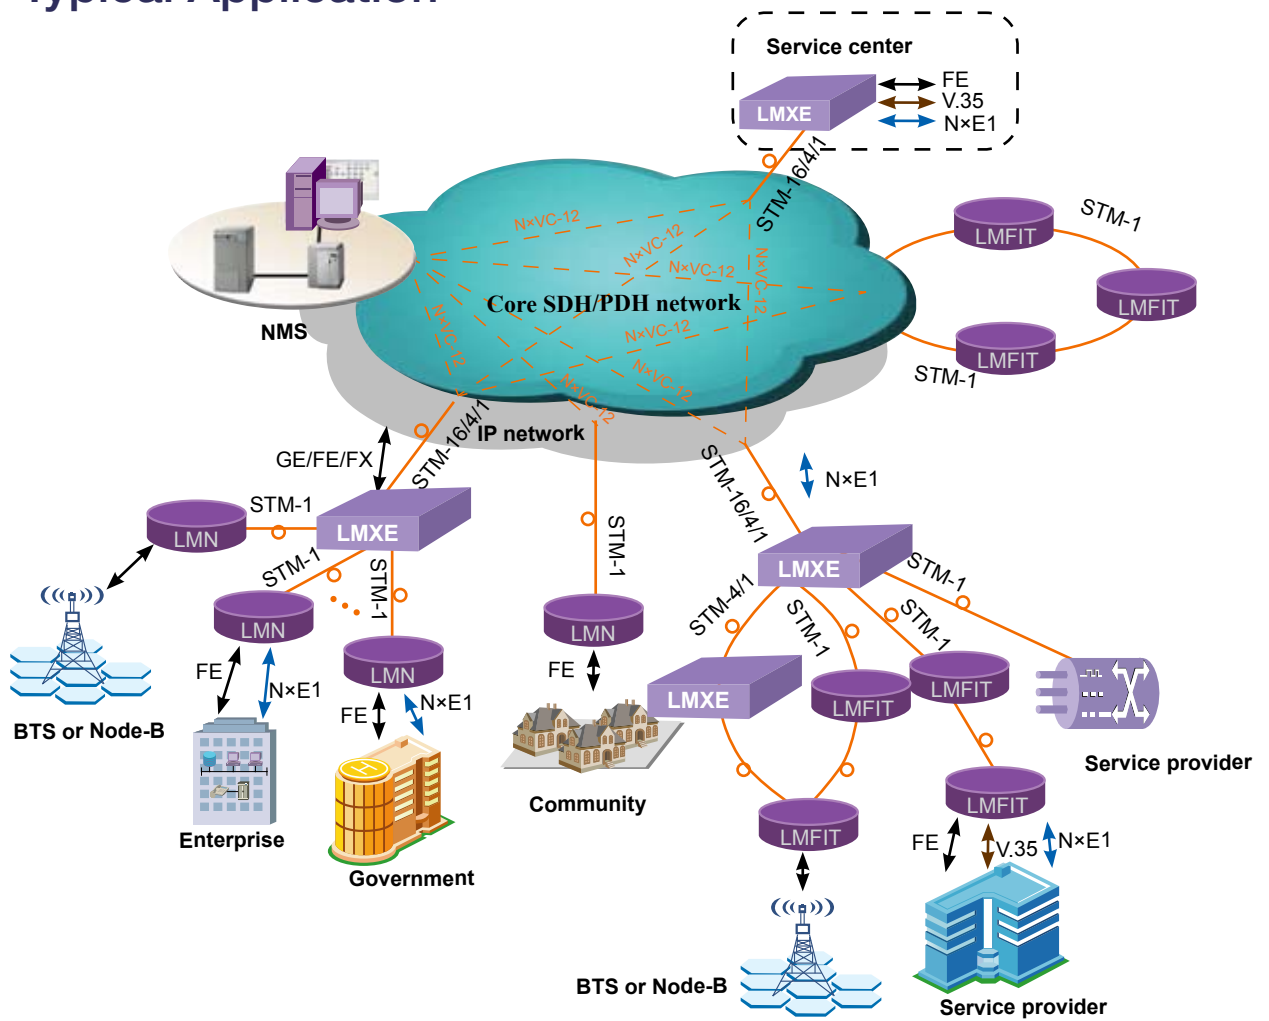 Typical Application
Service center
FE
V.35
N×E1
LMXE
STM-16/4/1
N×VC-12
N×VC-12
N×VC-12
N×VC-12
N×VC-12
N×VC-12
N×VC-12
N×VC-12
Core SDH/PDH network
NMS
LMFIT
STM-1
LMFIT
LMFIT
STM-1
IP network
GE/FE/FX
STM-16/4/1
STM-16/4/1
N×E1
STM-1
LMN
LMXE
STM-1
STM-1
STM-1
LMXE
STM-1
LMN
LMN
STM-4/1
STM-1
STM-1
FE
N×E1
LMN
FE
N×E1
FE
LMXE
LMFIT
LMFIT
BTS or Node-B
Service provider
Enterprise
Community
Government
LMFIT
LMFIT
FE
V.35
N×E1
BTS or Node-B
Service provider